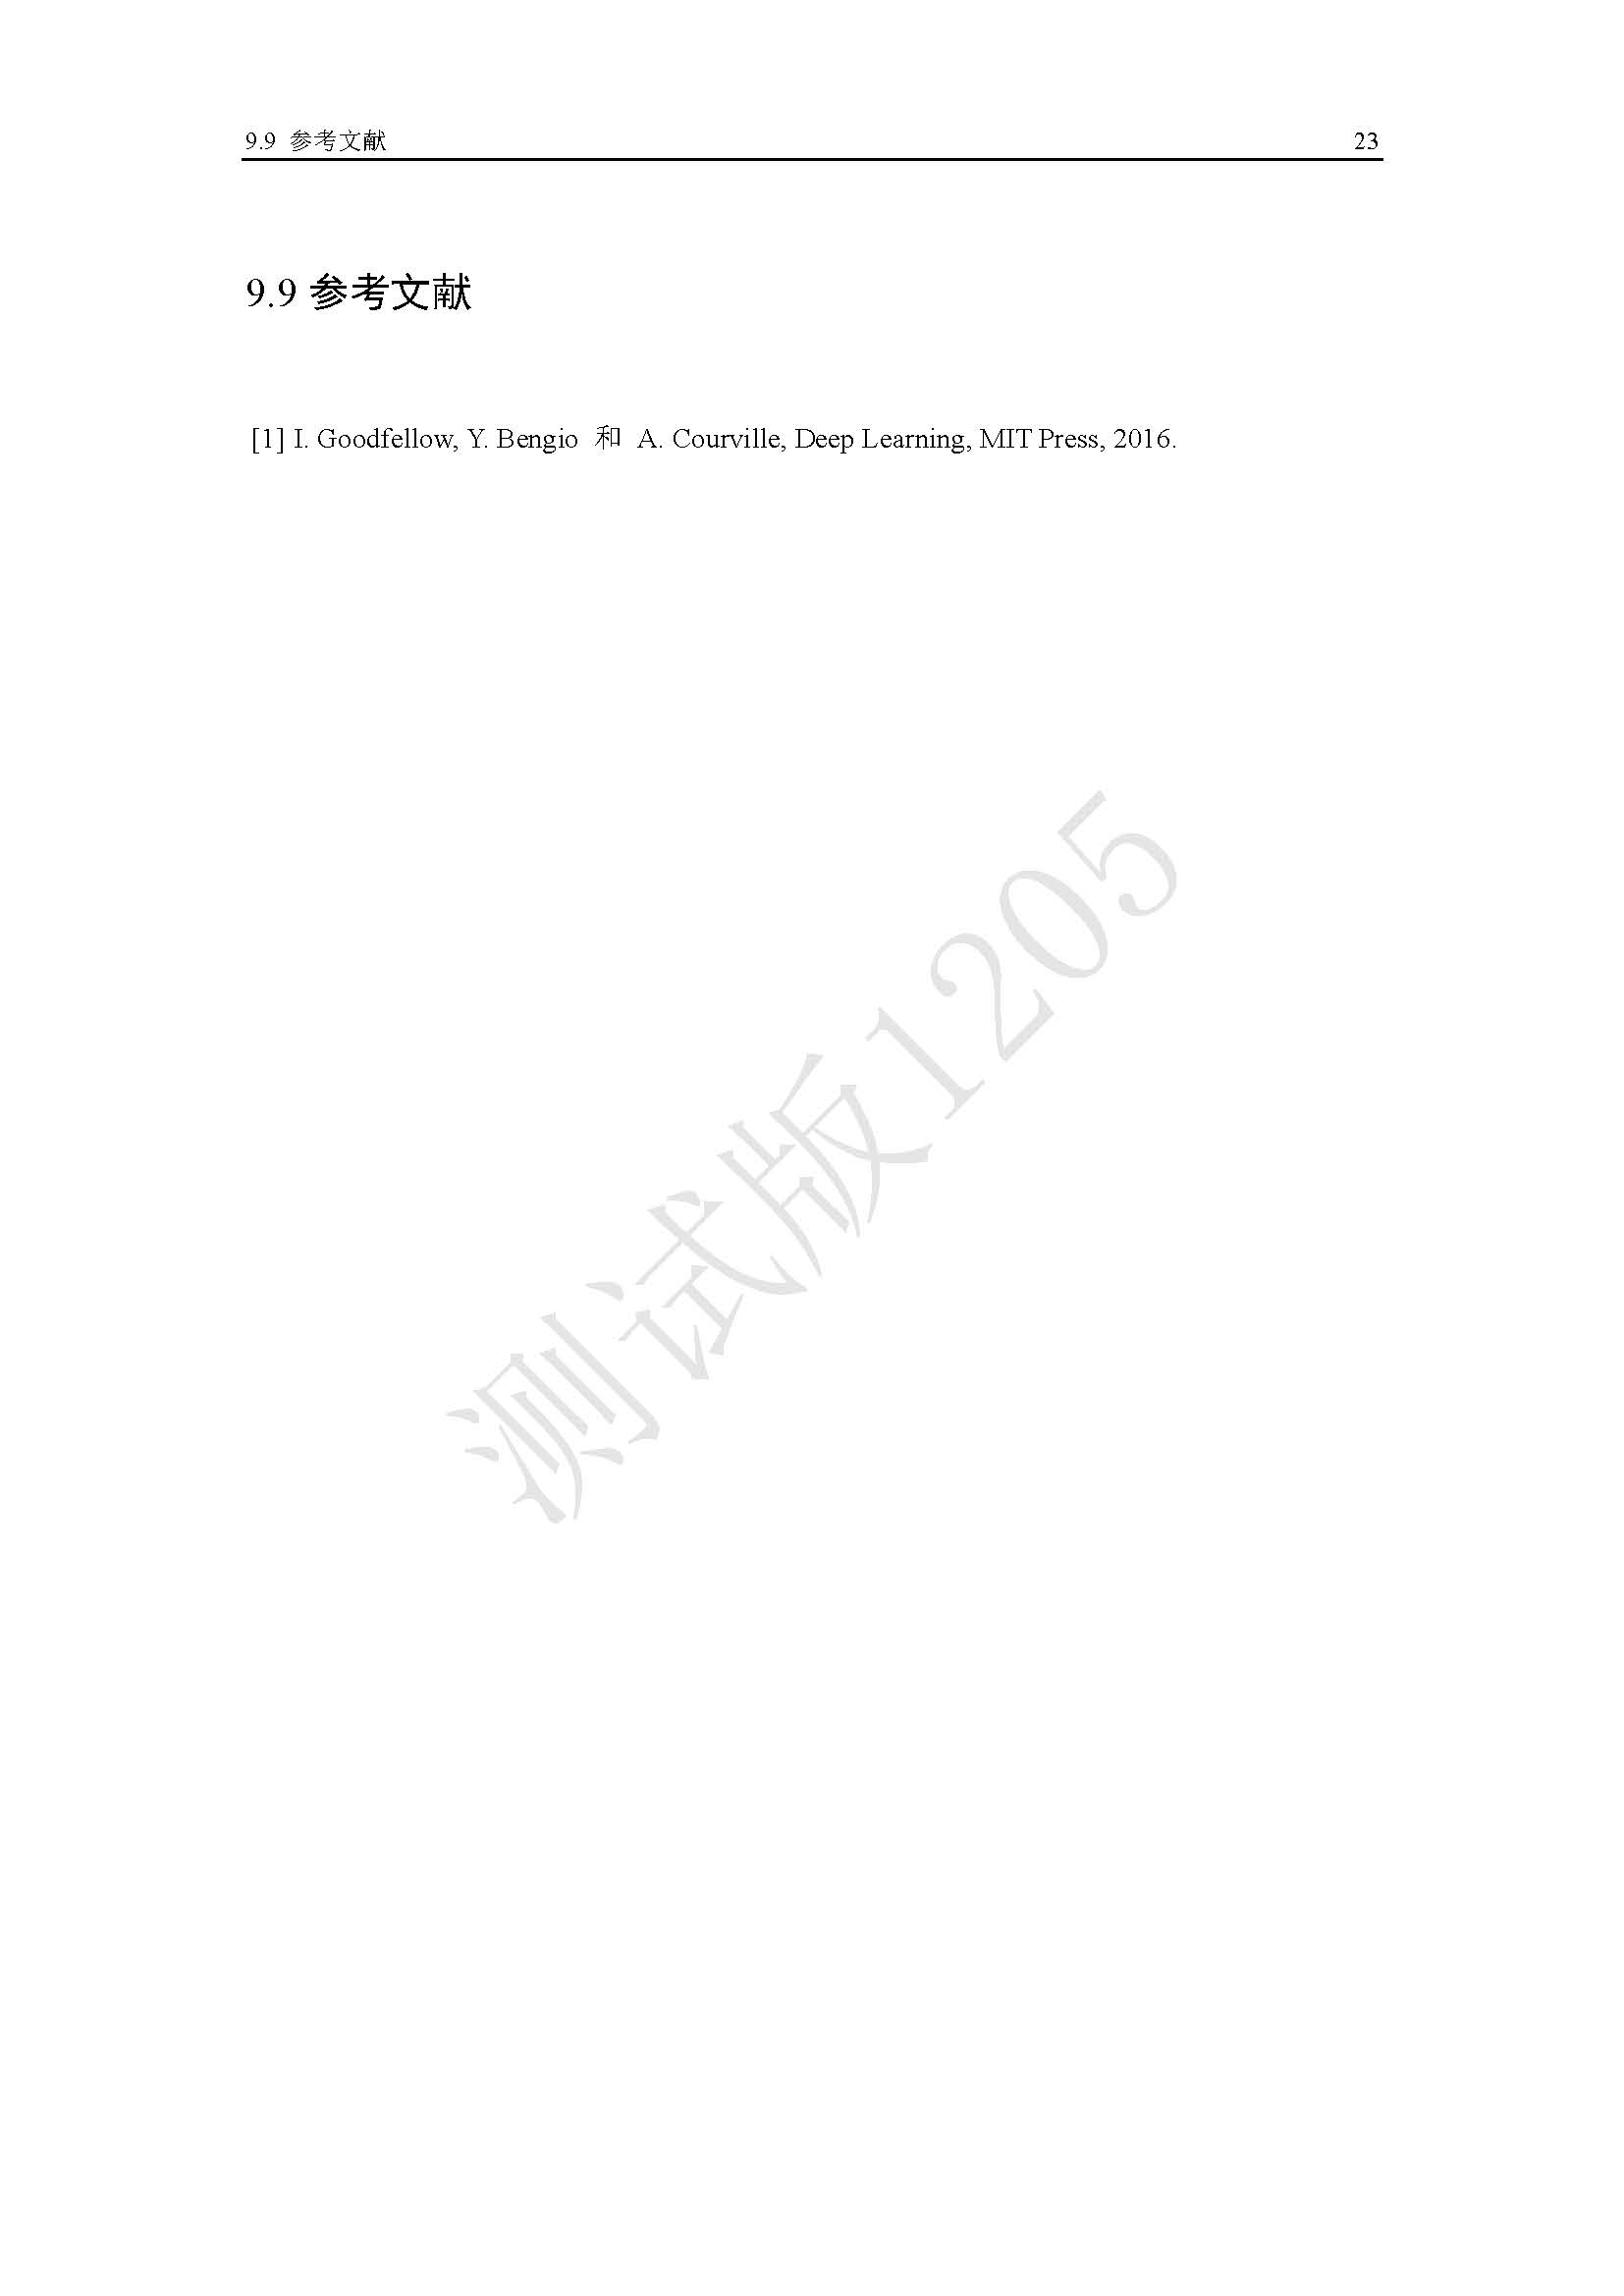 9.9 参考文献 23
9.9 参考文献
[1] I. Goodfellow, Y. Bengio 和 A. Courville, Deep Learning, MIT Press, 2016.
测试版1205